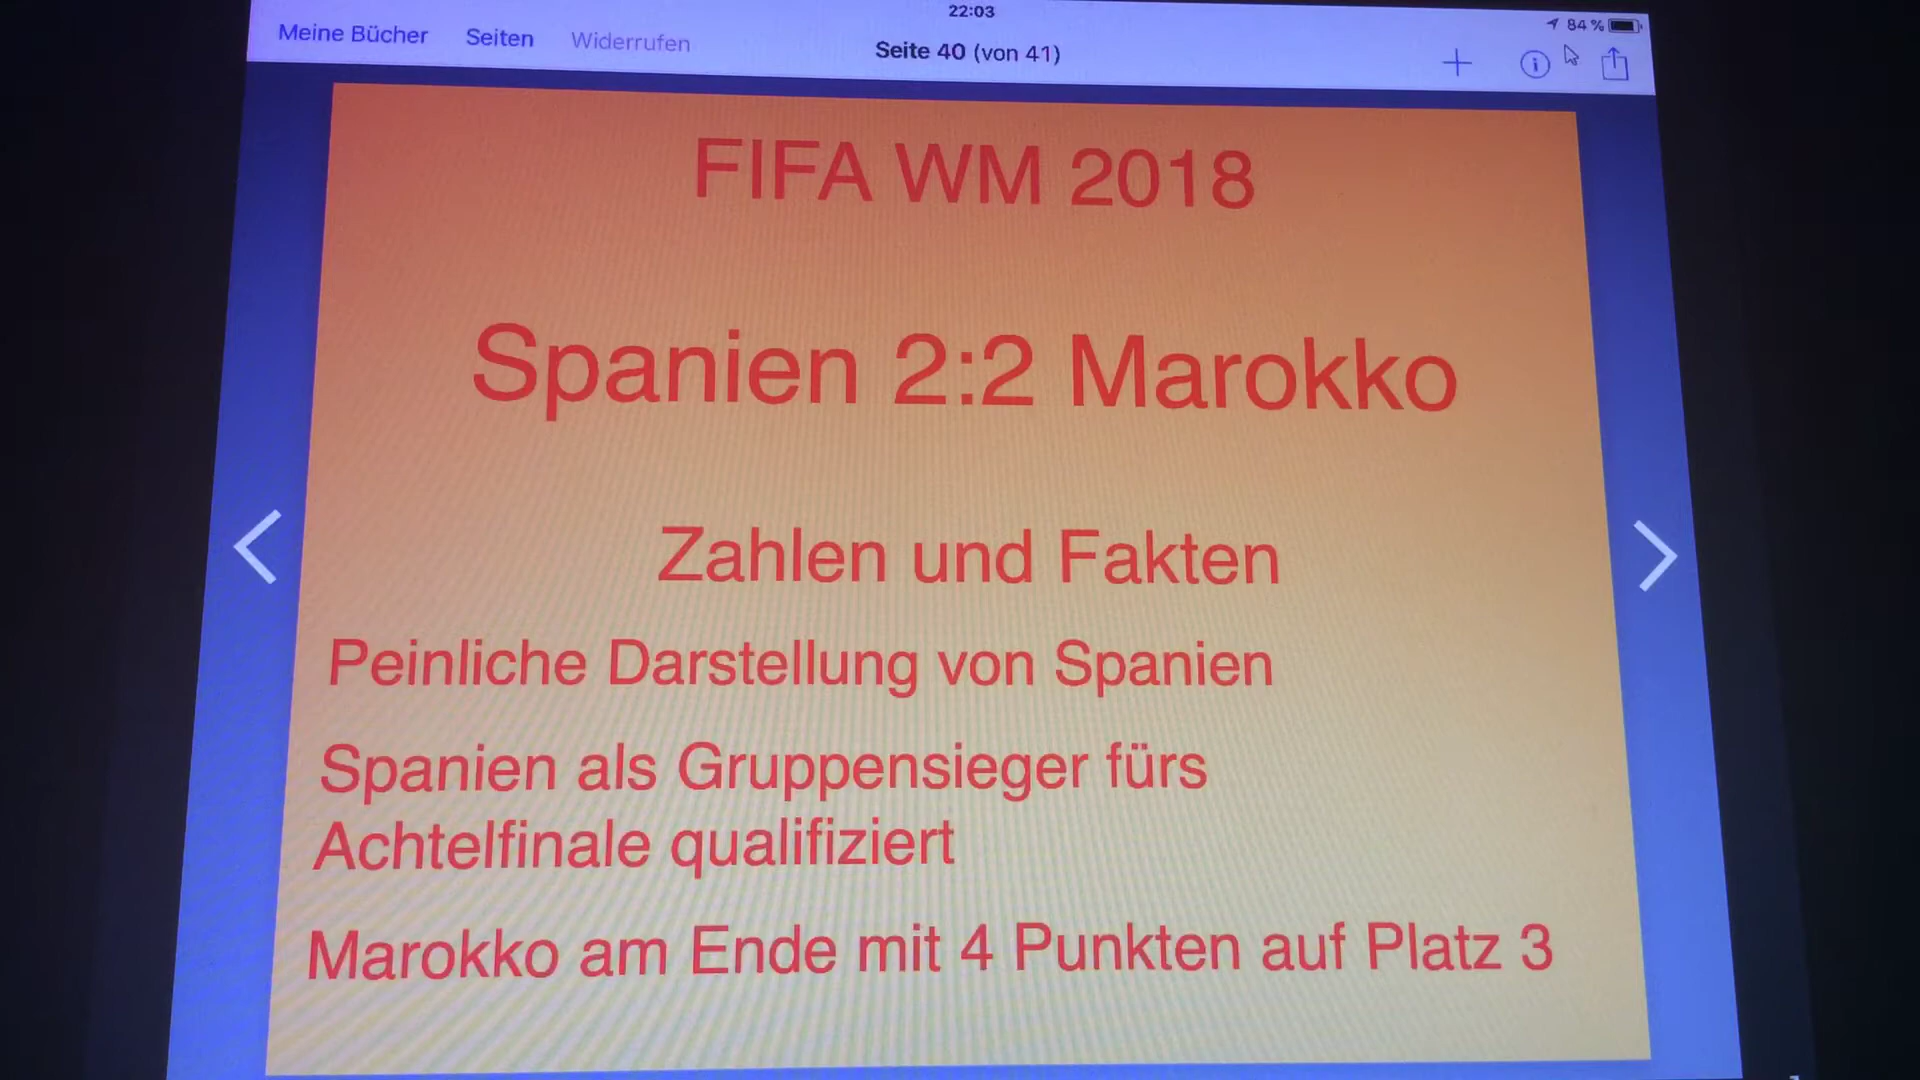 22:03
84 %
Meine Bücher Seiten Widerrufen
Seite 40 (von 41)
FIFA WM 2018
Spanien 2:2 Marokko
Zahlen und Fakten
Peinliche Darstellung von Spanien
Spanien als Gruppensieger fürs
Achtelfinale qualifiziert
Marokko am Ende mit 4 Punkten auf Platz 3